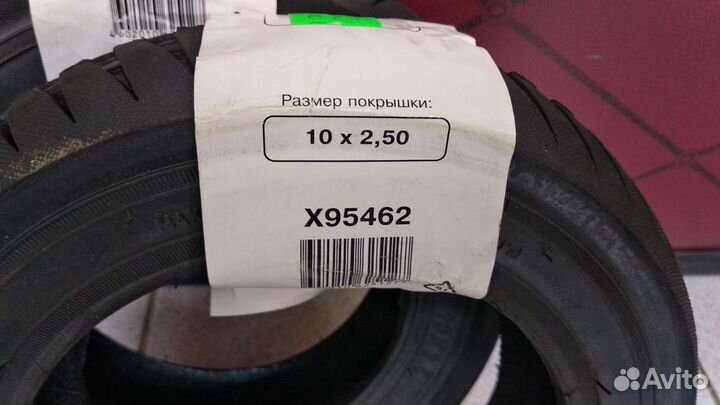 Размер покрышки:
10 x 2,50
X95462
Avito